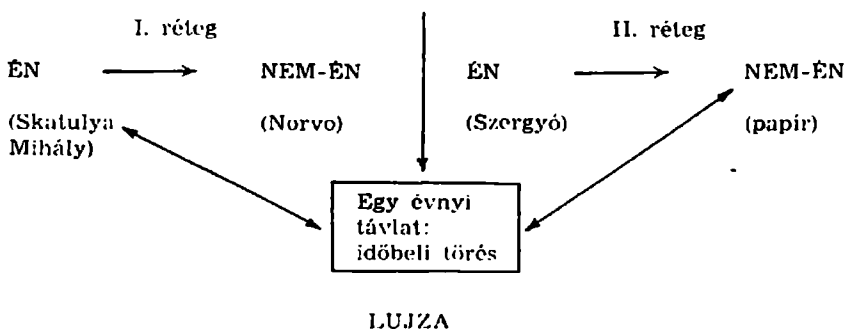 I. réteg II. réteg
ÉN NEM-ÉN ÉN NEM-ÉN
(Skatulya Mihály) (Norvo) (Szergyó) (papír)
Egy évnyi
távlat:
időbeli törés
LUJZA